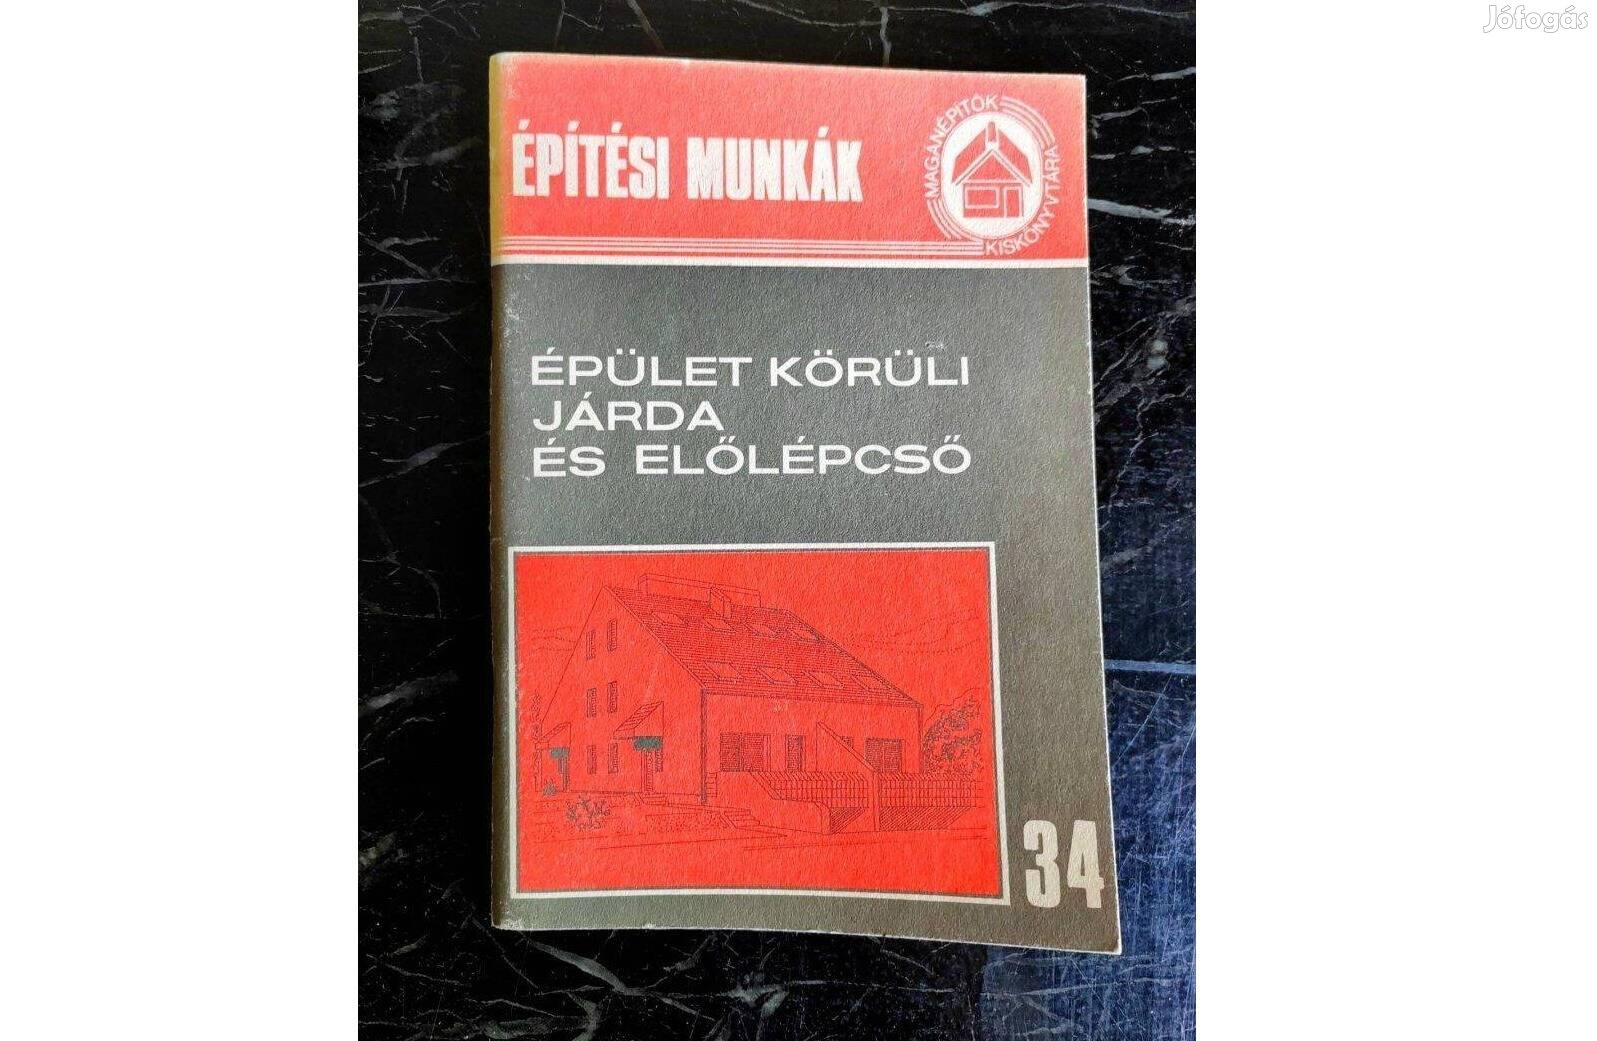 Jófogás
ÉPÍTÉSI MUNKÁK
MAGÁNÉPÍTŐK
KISKÖNYVTÁRA
ÉPÜLET KÖRÜLI
JÁRDA
ÉS ELŐLÉPCSŐ
34